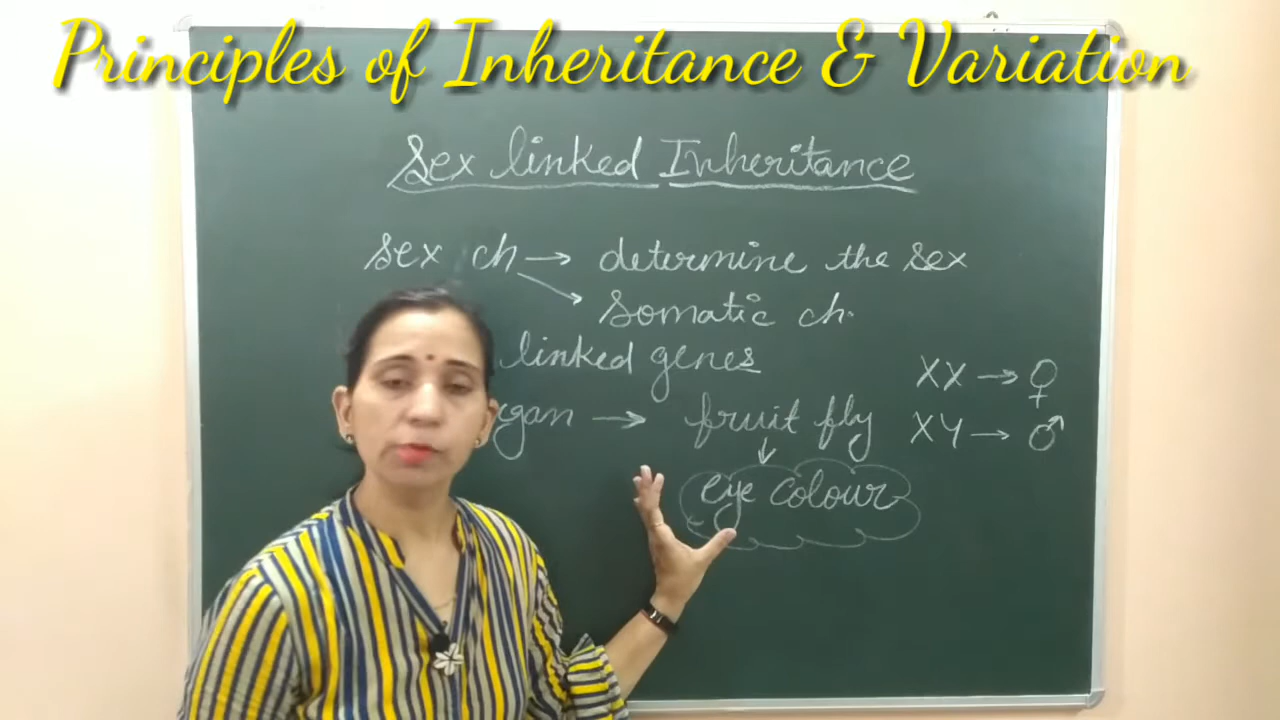 Principles of Inheritance & Variation
Sex linked Inheritance
Sex ch → determine the sex
Somatic ch.
linked genes
gan → fruit fly
XX → ♀
XY → ♂
↓
eye colour